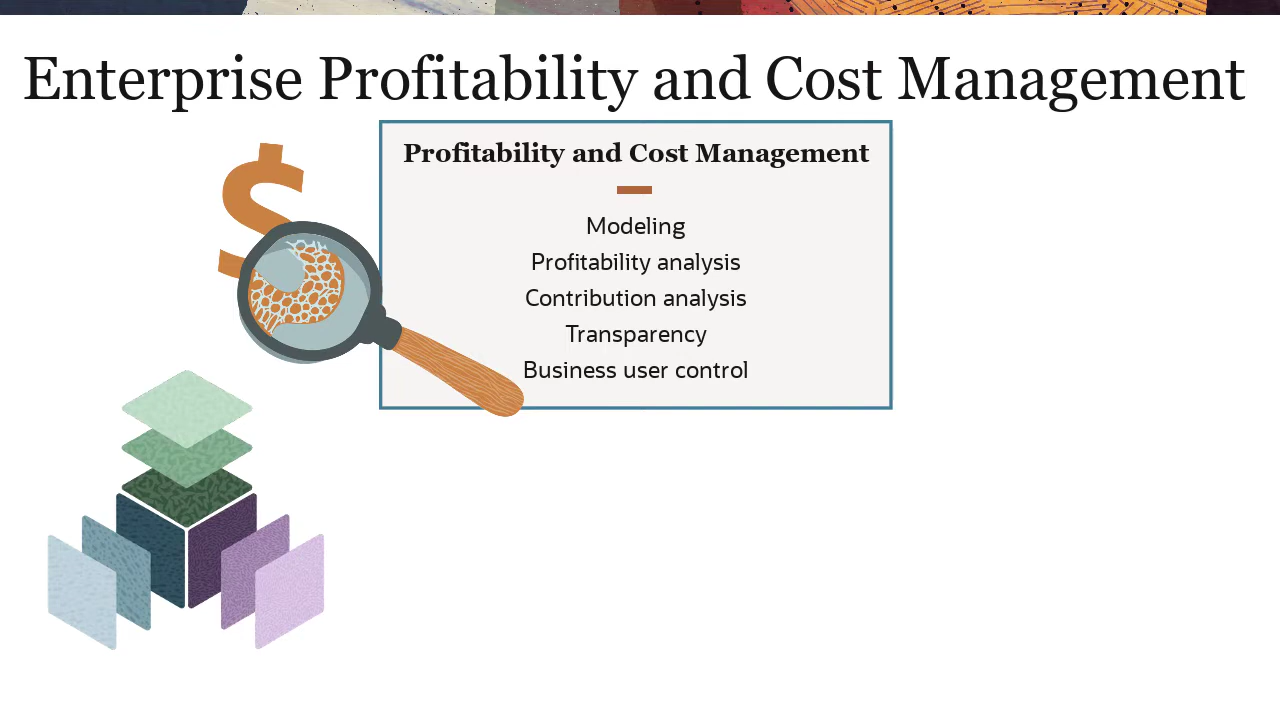 Enterprise Profitability and Cost Management
$
Profitability and Cost Management
Modeling
Profitability analysis
Contribution analysis
Transparency
Business user control